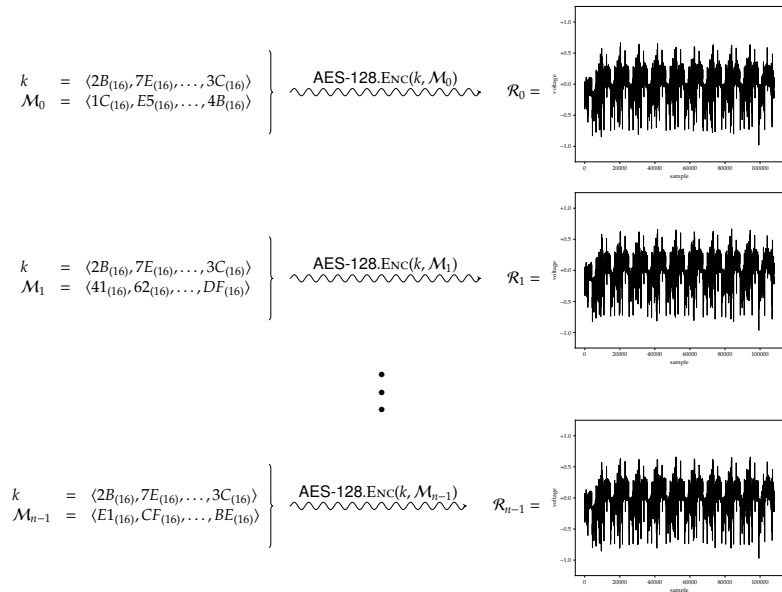 k = ⟨2B(16), 7E(16), . . . , 3C(16)⟩
M0 = ⟨1C(16), E5(16), . . . , 4B(16)⟩
AES-128.Enc(k, M0)
R0 =
+1.0
+0.5
+0.0
−0.5
−1.0
voltage
0 20000 40000 60000 80000 100000
sample
k = ⟨2B(16), 7E(16), . . . , 3C(16)⟩
M1 = ⟨41(16), 62(16), . . . , DF(16)⟩
AES-128.Enc(k, M1)
R1 =
+1.0
+0.5
+0.0
−0.5
−1.0
voltage
0 20000 40000 60000 80000 100000
sample
k = ⟨2B(16), 7E(16), . . . , 3C(16)⟩
Mn−1 = ⟨E1(16), CF(16), . . . , BE(16)⟩
AES-128.Enc(k, Mn−1)
Rn−1 =
+1.0
+0.5
+0.0
−0.5
−1.0
voltage
0 20000 40000 60000 80000 100000
sample